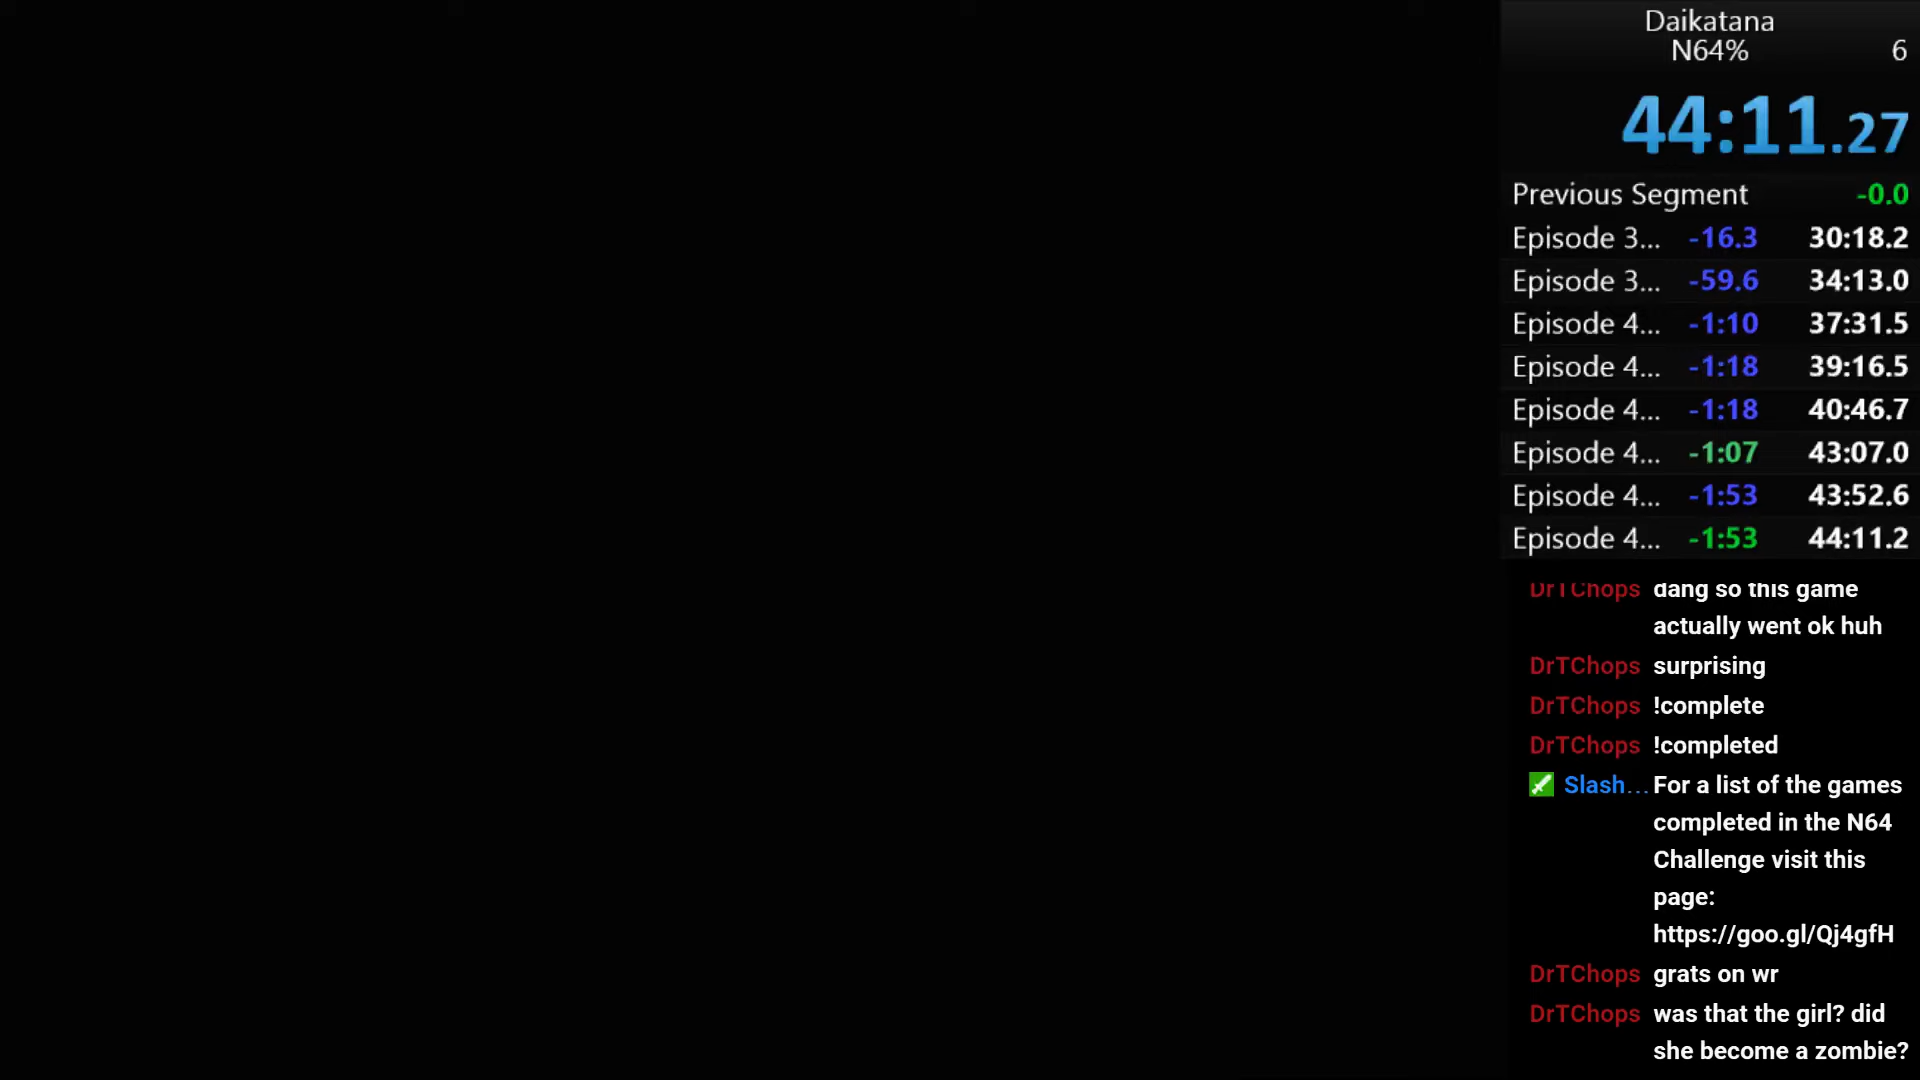 Daikatana
N64% 6
44:11.27
Previous Segment -0.0
Episode 3... -16.3 30:18.2
Episode 3... -59.6 34:13.0
Episode 4... -1:10 37:31.5
Episode 4... -1:18 39:16.5
Episode 4... -1:18 40:46.7
Episode 4... -1:07 43:07.0
Episode 4... -1:53 43:52.6
Episode 4... -1:53 44:11.2
DrTChops dang so this game
actually went ok huh
DrTChops surprising
DrTChops !complete
DrTChops !completed
Slash... For a list of the games
completed in the N64
Challenge visit this
page:
https://goo.gl/Qj4gfH
DrTChops grats on wr
DrTChops was that the girl? did
she become a zombie?